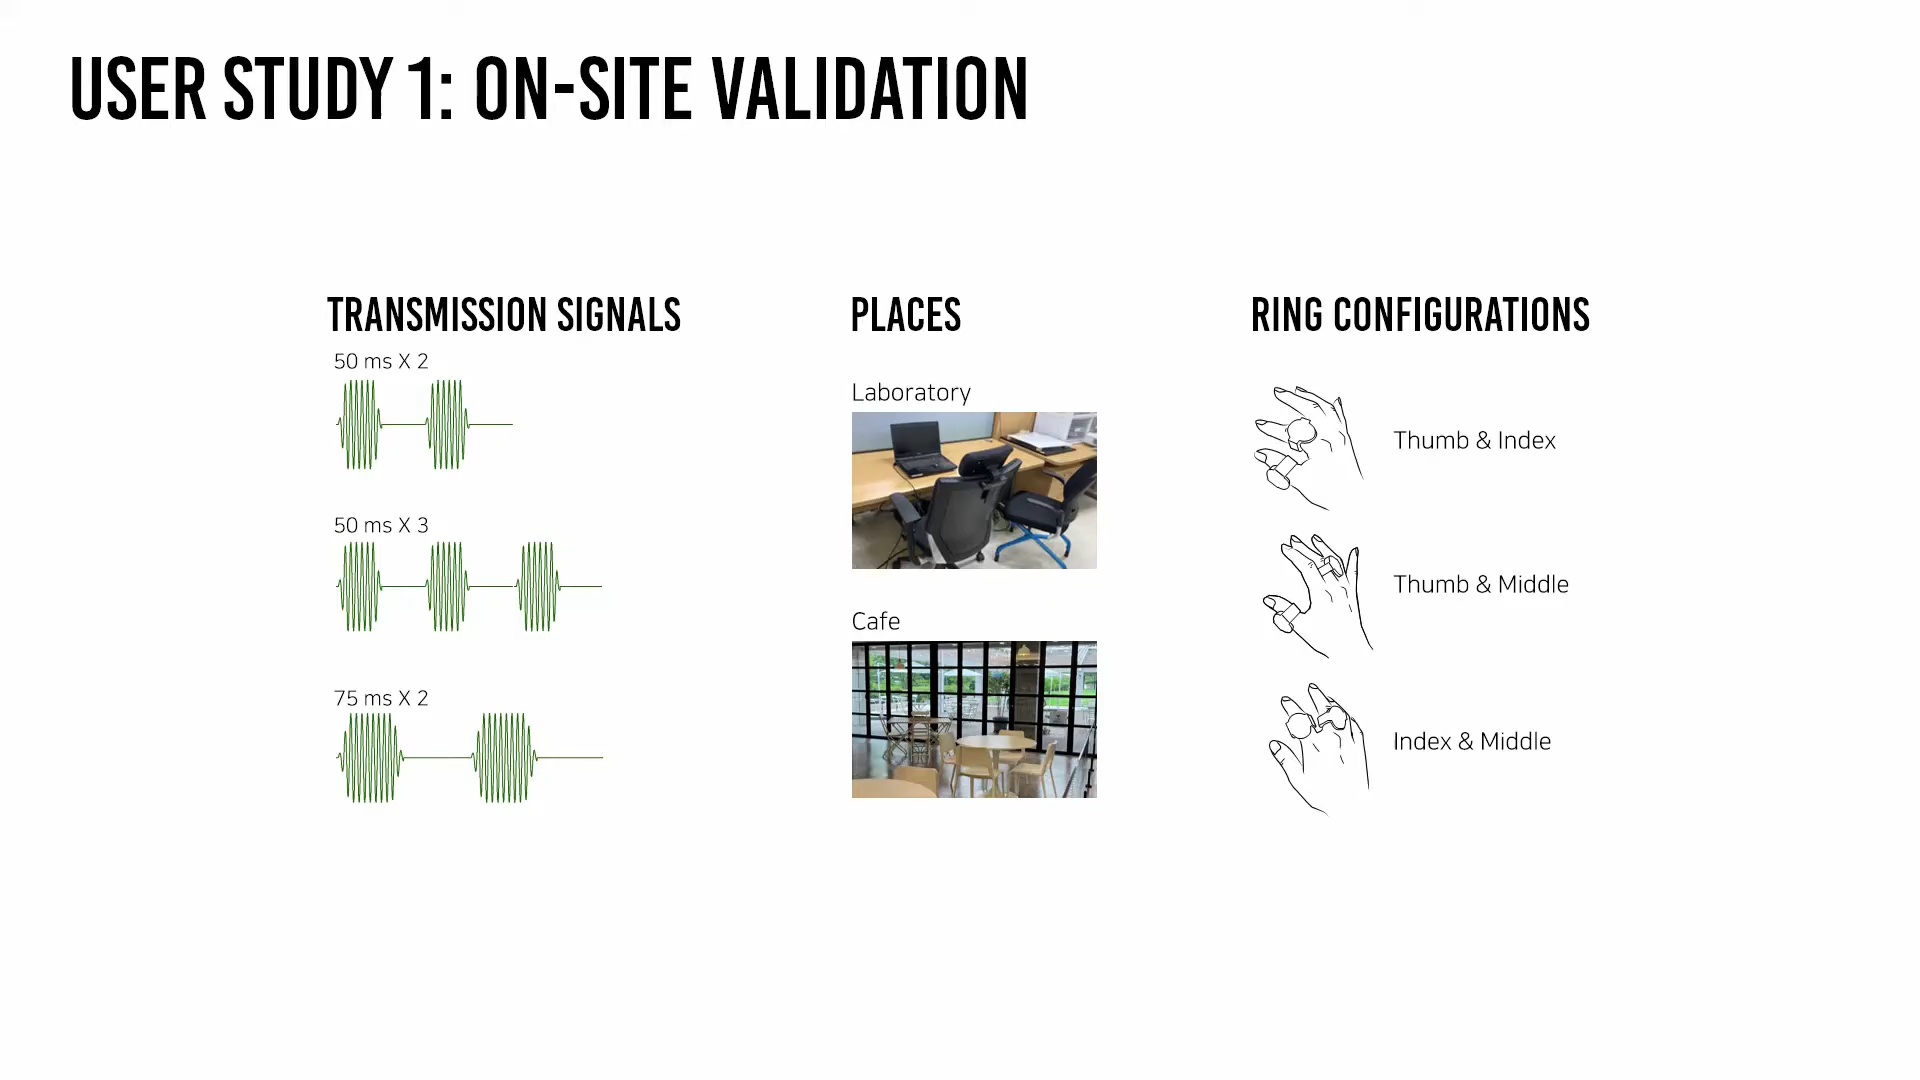 USER STUDY 1: ON-SITE VALIDATION
TRANSMISSION SIGNALS
50 ms X 2
50 ms X 3
75 ms X 2
PLACES
Laboratory
Cafe
RING CONFIGURATIONS
Thumb & Index
Thumb & Middle
Index & Middle